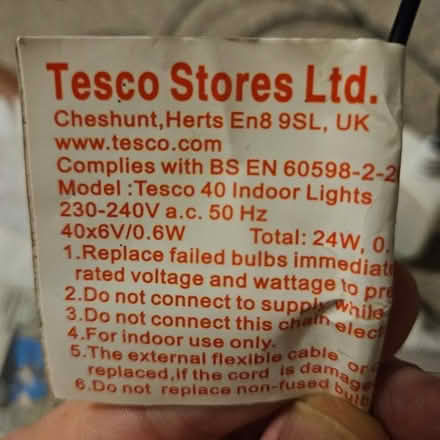 Tesco Stores Ltd.
Cheshunt,Herts En8 9SL, UK
www.tesco.com
Complies with BS EN 60598-2-2
Model :Tesco 40 Indoor Lights
230-240V a.c. 50 Hz
40x6V/0.6W Total: 24W, 0.
1.Replace failed bulbs immediate
rated voltage and wattage to pre
2.Do not connect to supply while
3.Do not connect this chain elect
4.For indoor use only.
5.The external flexible cable or
replaced,if the cord is damage
6.Do not replace non-fused bulb